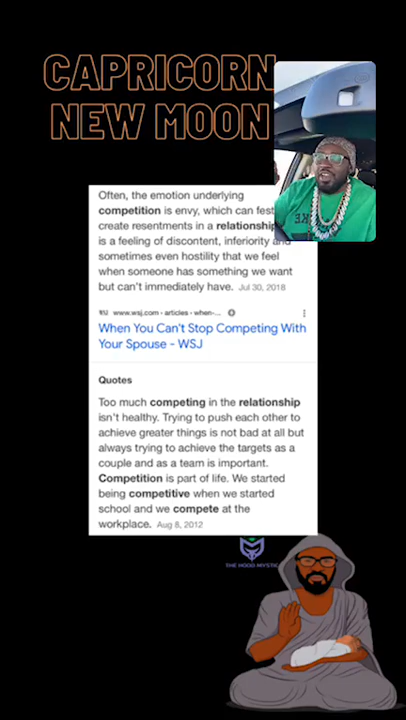 CAPRICORN
NEW MOON
Often, the emotion underlying
competition is envy, which can fest
create resentments in a relationship
is a feeling of discontent, inferiority and
sometimes even hostility that we feel
when someone has something we want
but can't immediately have. Jul 30, 2018
www.wsj.com › articles › when-...
When You Can't Stop Competing With
Your Spouse - WSJ
Quotes
Too much competing in the relationship
isn't healthy. Trying to push each other to
achieve greater things is not bad at all but
always trying to achieve the targets as a
couple and as a team is important.
Competition is part of life. We started
being competitive when we started
school and we compete at the
workplace. Aug 8, 2012
THE HOOD MYSTIC